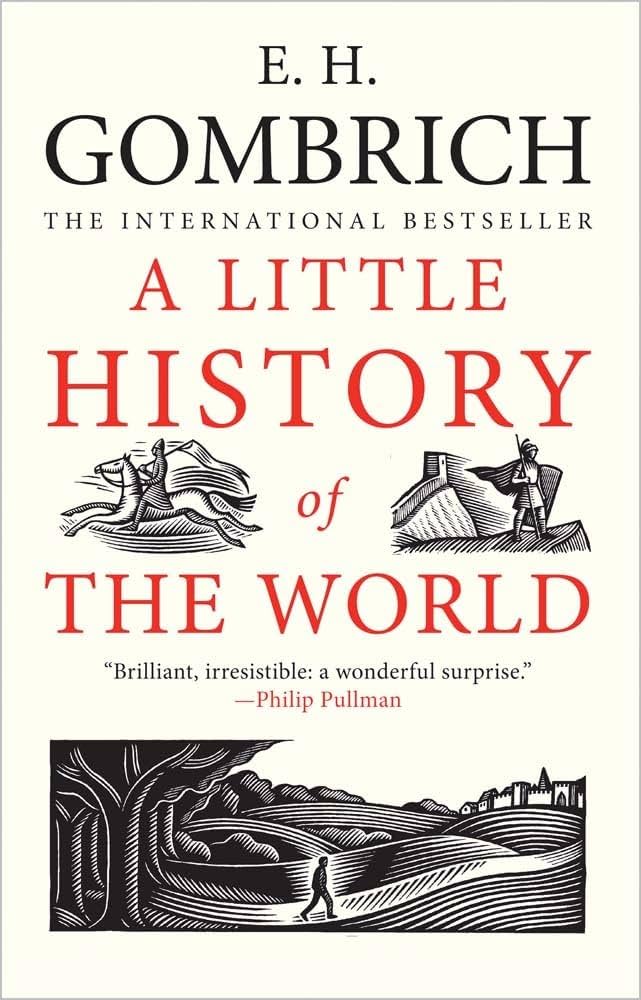 E. H.
GOMBRICH
THE INTERNATIONAL BESTSELLER
A LITTLE
HISTORY
of
THE WORLD
“Brilliant, irresistible: a wonderful surprise.”
—Philip Pullman